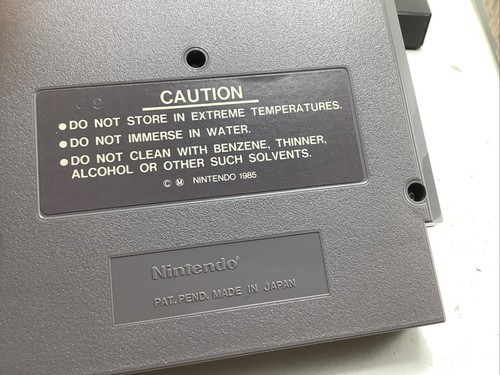 CAUTION
●DO NOT STORE IN EXTREME TEMPERATURES.
●DO NOT IMMERSE IN WATER.
●DO NOT CLEAN WITH BENZENE, THINNER,
ALCOHOL OR OTHER SUCH SOLVENTS.
© Ⓜ NINTENDO 1985
Nintendo®
PAT. PEND. MADE IN JAPAN